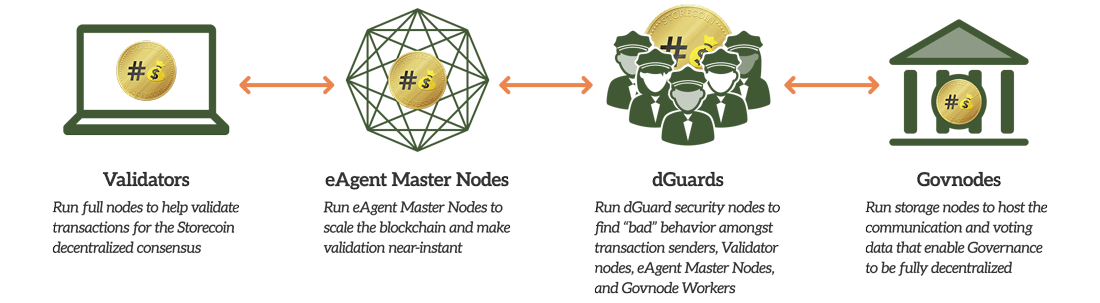 #$
#$
STORECOIN
#
#$
Validators
Run full nodes to help validate
transactions for the Storecoin
decentralized consensus
eAgent Master Nodes
Run eAgent Master Nodes to
scale the blockchain and make
validation near-instant
dGuards
Run dGuard security nodes to
find “bad” behavior amongst
transaction senders, Validator
nodes, eAgent Master Nodes,
and Govnode Workers
Govnodes
Run storage nodes to host the
communication and voting
data that enable Governance
to be fully decentralized